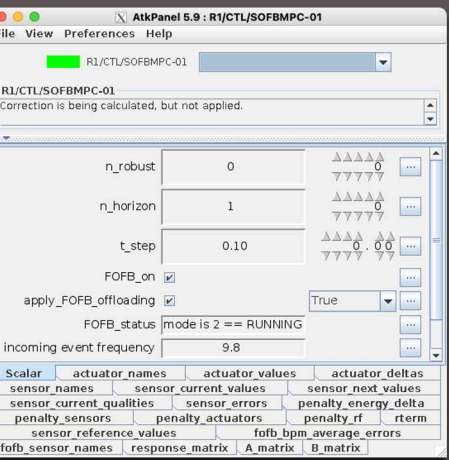 AtkPanel 5.9 : R1/CTL/SOFBMPC-01
File View Preferences Help
R1/CTL/SOFBMPC-01
R1/CTL/SOFBMPC-01
Correction is being calculated, but not applied.
n_robust 0 0 ...
n_horizon 1 0 ...
t_step 0.10 0.00 ...
FOFB_on ...
apply_FOFB_offloading True ...
FOFB_status mode is 2 == RUNNING ...
incoming event frequency 9.8 ...
Scalar actuator_names actuator_values actuator_deltas
sensor_names sensor_current_values sensor_next_values
sensor_current_qualities sensor_errors penalty_energy_delta
penalty_sensors penalty_actuators penalty_rf rterm
sensor_reference_values fofb_bpm_average_errors
fofb_sensor_names response_matrix A_matrix B_matrix